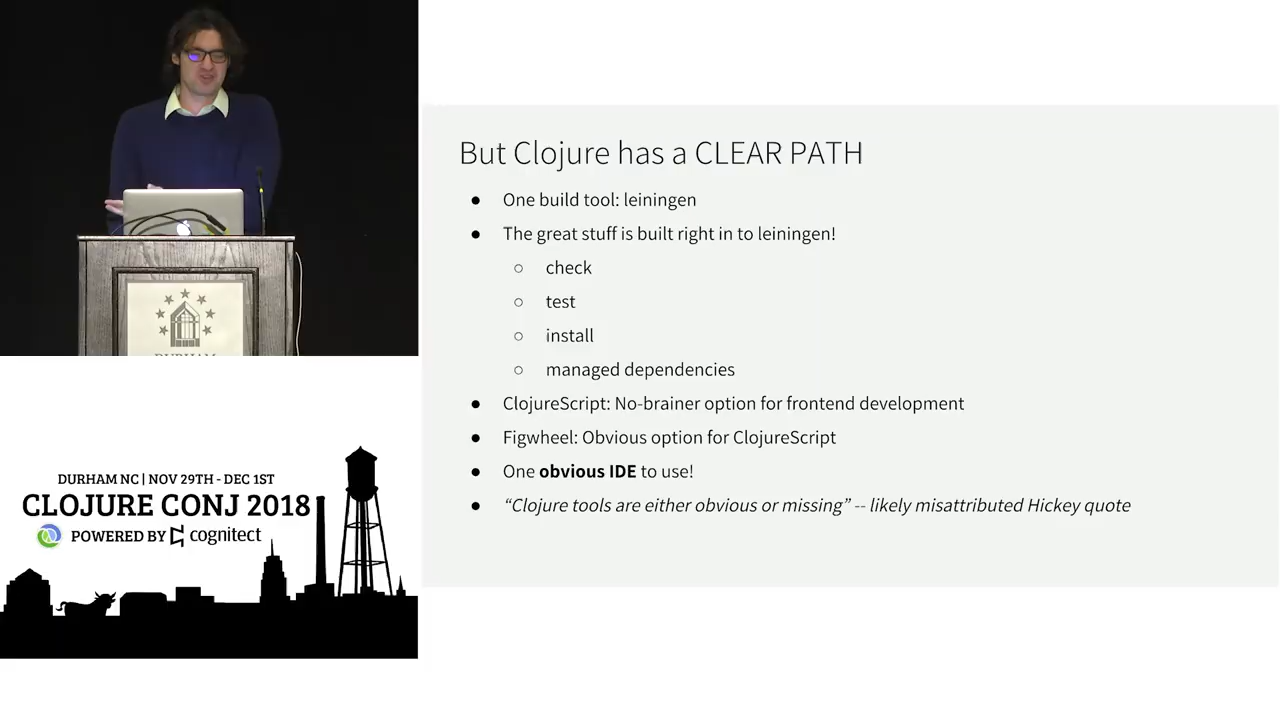 But Clojure has a CLEAR PATH
● One build tool: leiningen
● The great stuff is built right in to leiningen!
○ check
○ test
○ install
○ managed dependencies
● ClojureScript: No-brainer option for frontend development
● Figwheel: Obvious option for ClojureScript
● One obvious IDE to use!
● “Clojure tools are either obvious or missing” -- likely misattributed Hickey quote
DURHAM
DURHAM NC | NOV 29TH - DEC 1ST
CLOJURE CONJ 2018
POWERED BY cognitect